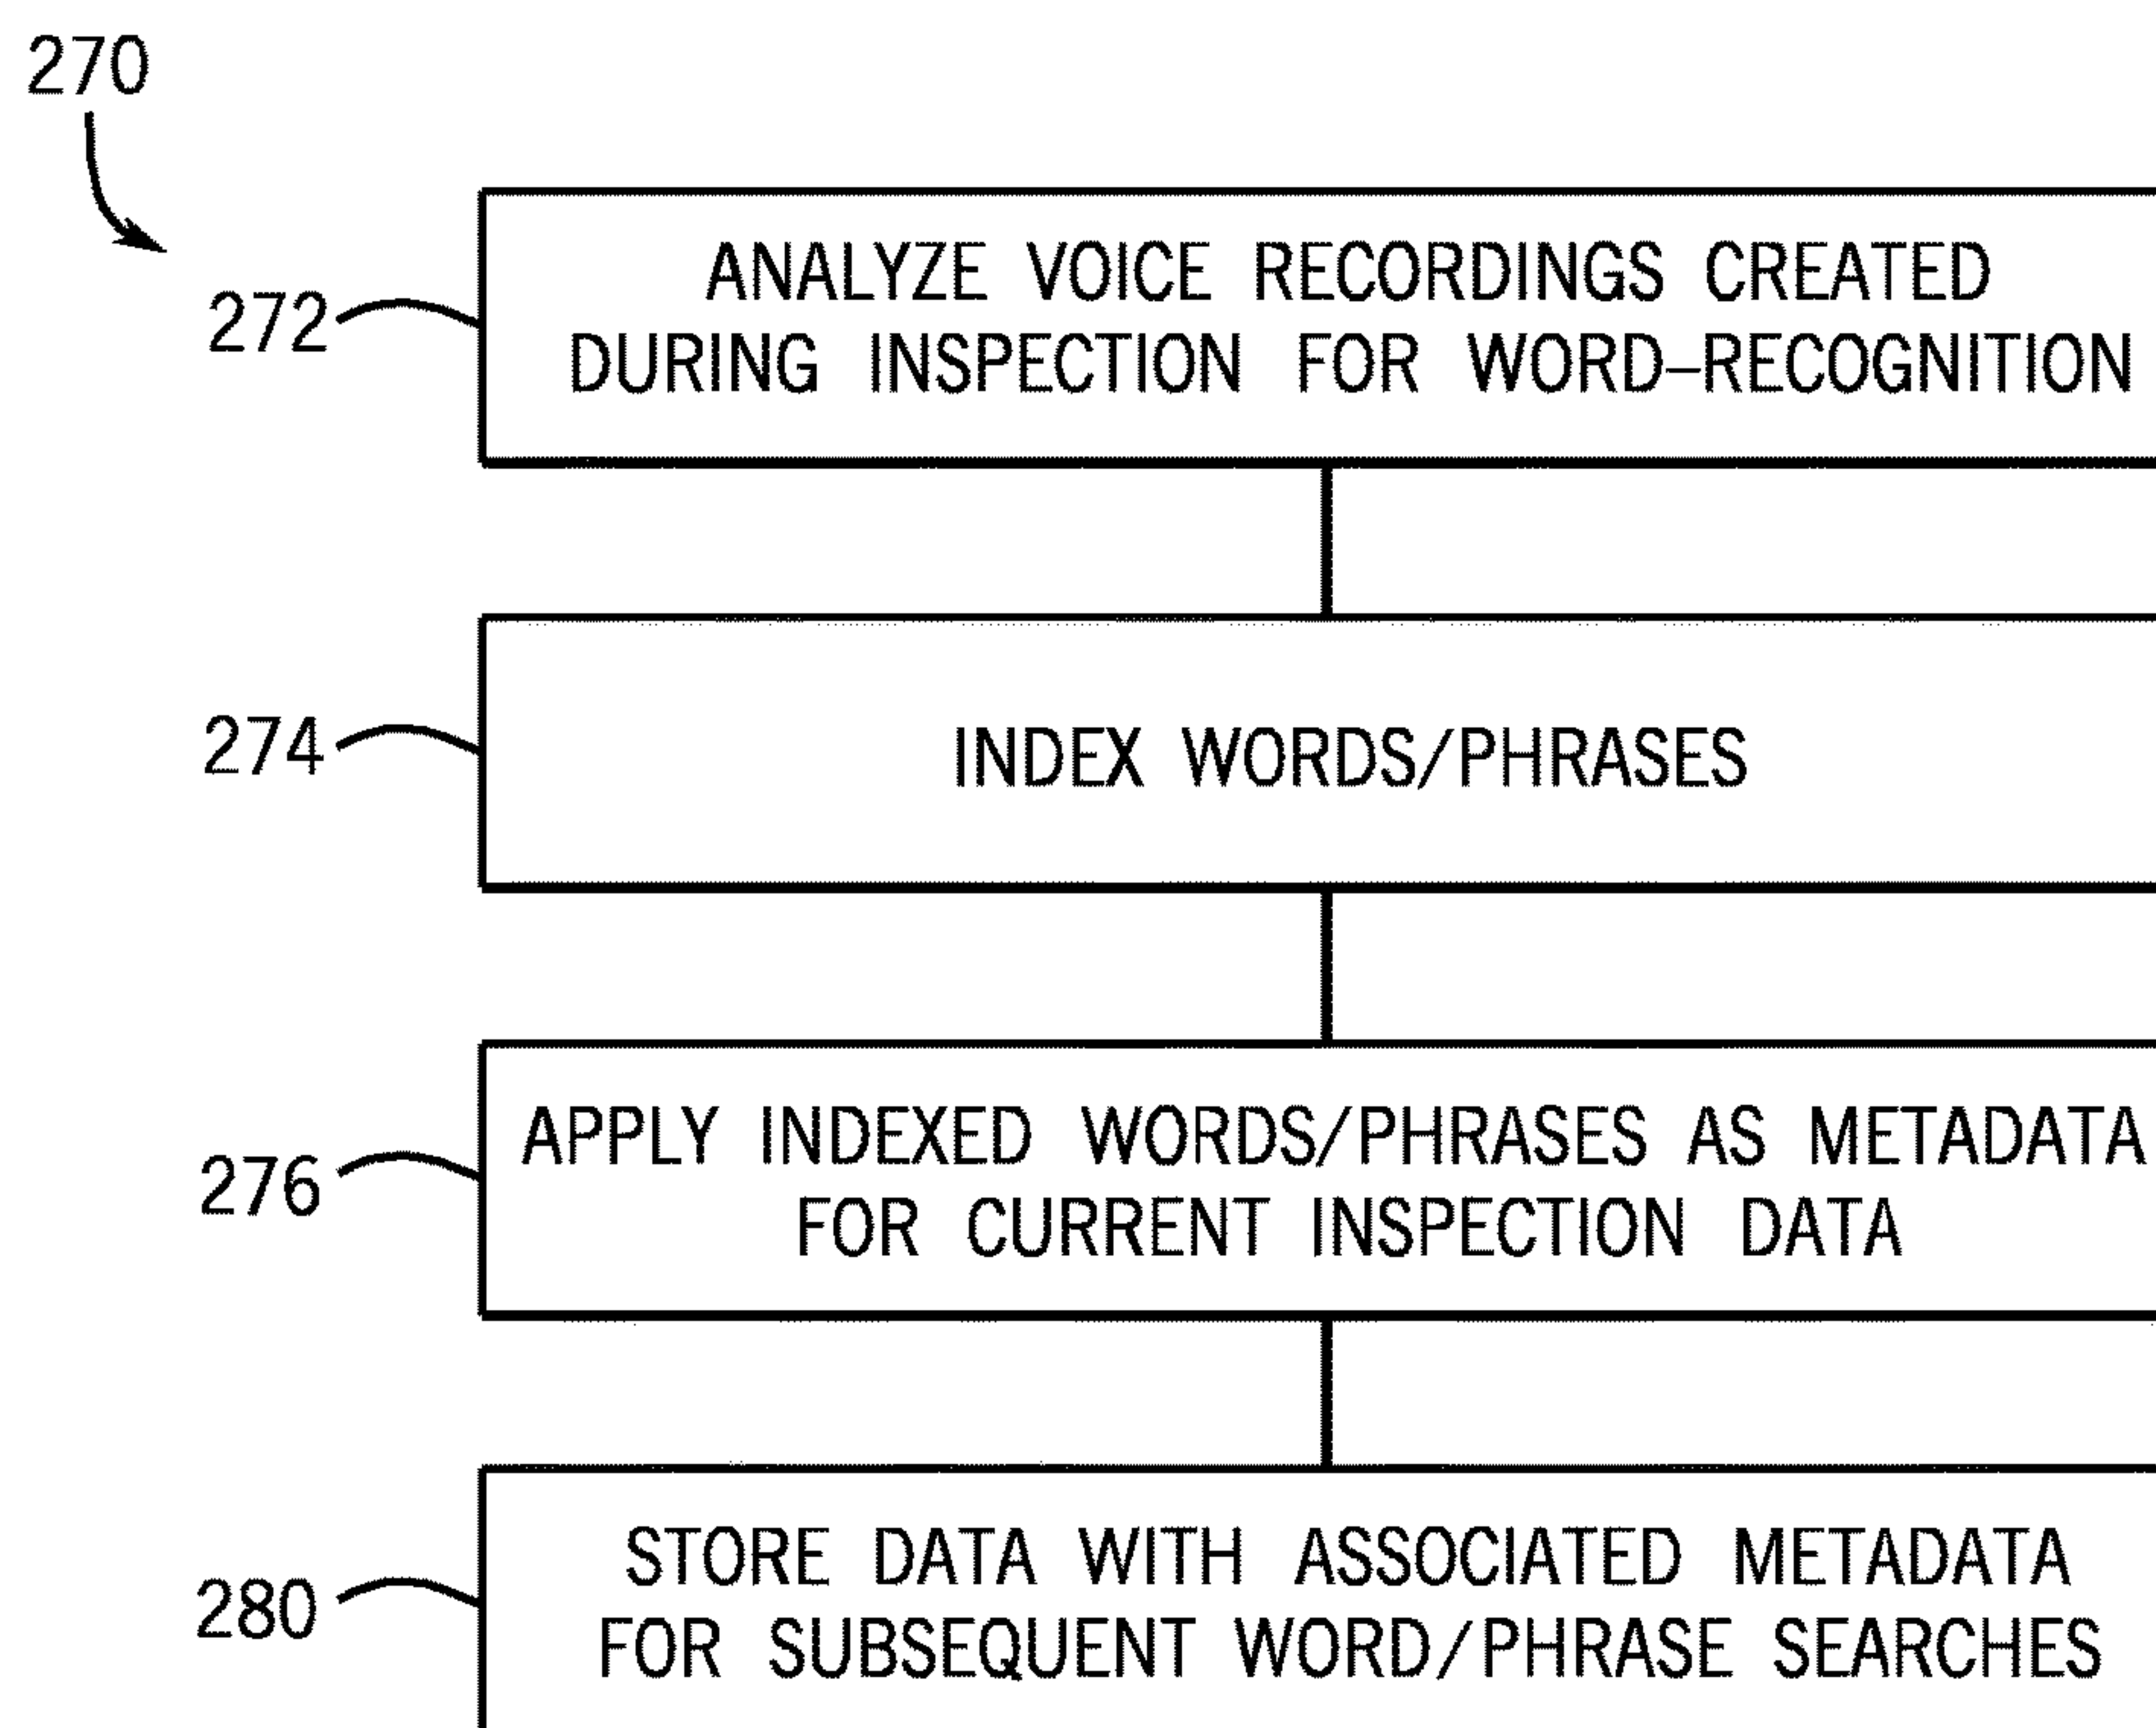 270
272
ANALYZE VOICE RECORDINGS CREATED
DURING INSPECTION FOR WORD-RECOGNITION
274
INDEX WORDS/PHRASES
276
APPLY INDEXED WORDS/PHRASES AS METADATA
FOR CURRENT INSPECTION DATA
280
STORE DATA WITH ASSOCIATED METADATA
FOR SUBSEQUENT WORD/PHRASE SEARCHES